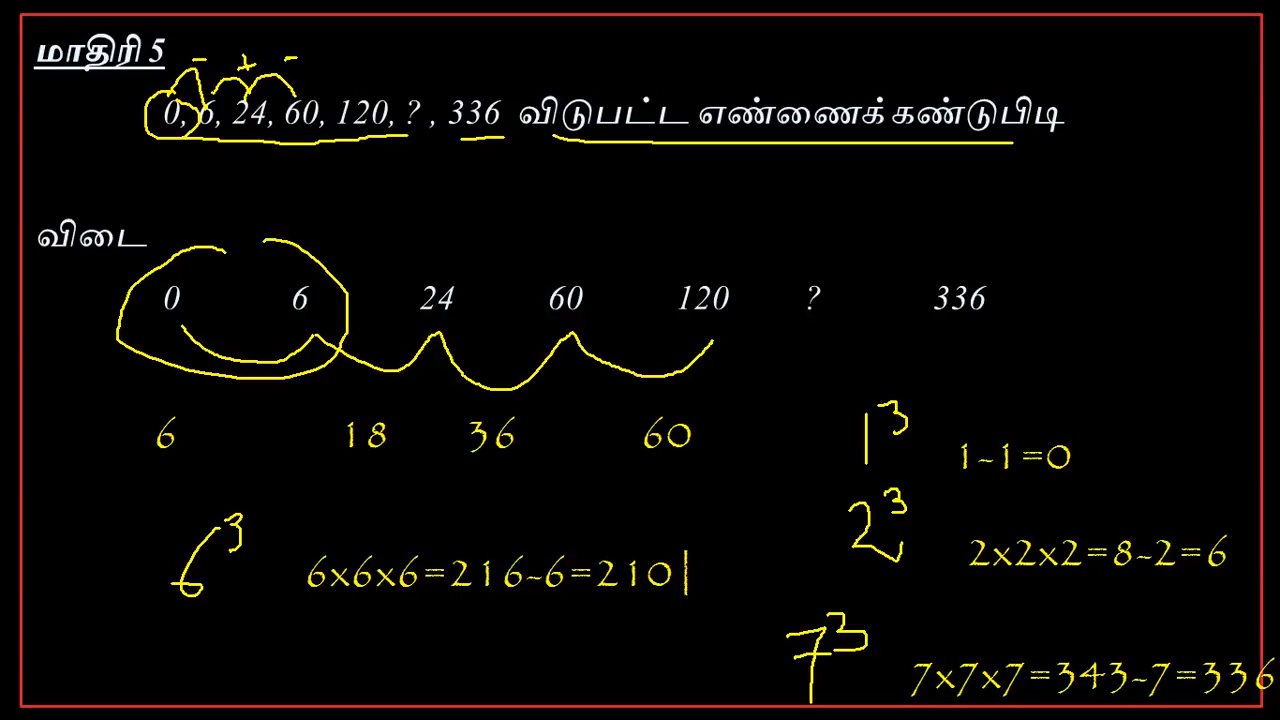 மாதிரி 5
- + -
0, 6, 24, 60, 120, ? , 336 விடுபட்ட எண்ணைக் கண்டுபிடி
விடை
0 6 24 60 120 ? 336
6 18 36 60
1³ 1-1=0
2³ 2x2x2=8-2=6
6³ 6x6x6=216-6=210
7³ 7x7x7=343-7=336